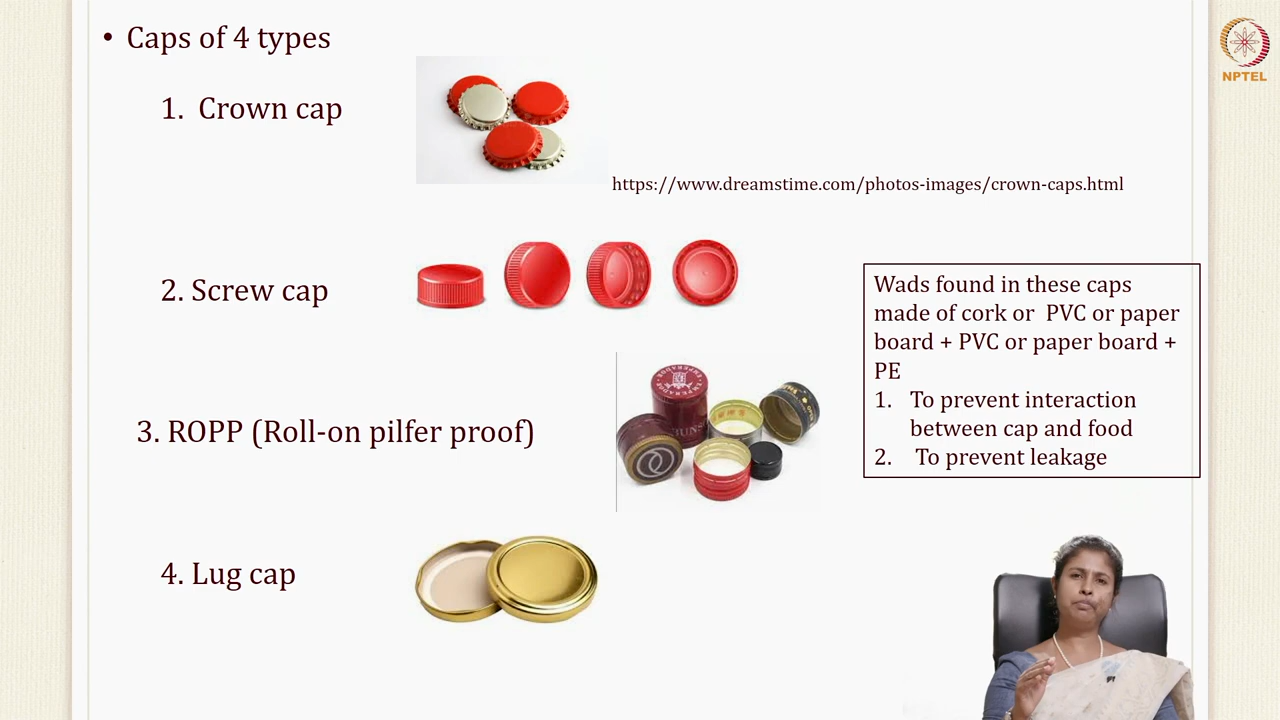 • Caps of 4 types
1. Crown cap
https://www.dreamstime.com/photos-images/crown-caps.html
2. Screw cap
3. ROPP (Roll-on pilfer proof)
4. Lug cap
Wads found in these caps
made of cork or PVC or paper
board + PVC or paper board +
PE
1. To prevent interaction
between cap and food
2. To prevent leakage
NPTEL